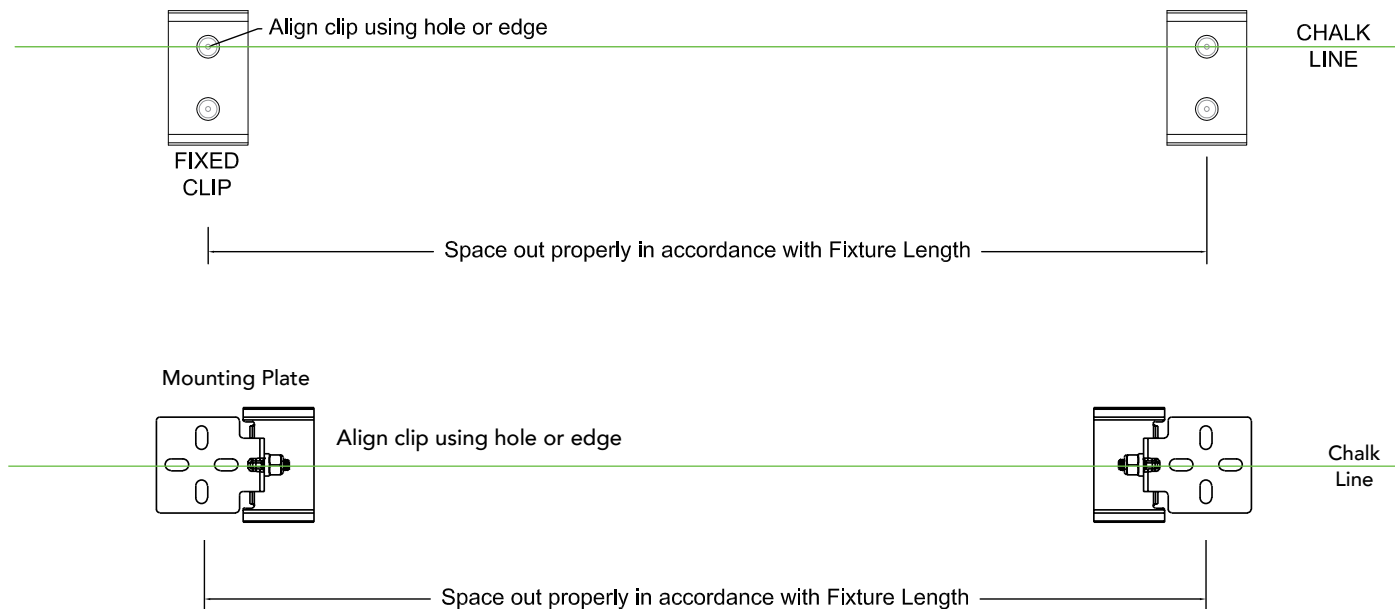 Align clip using hole or edge
CHALK
LINE
FIXED
CLIP
Space out properly in accordance with Fixture Length
Mounting Plate
Align clip using hole or edge
Chalk
Line
Space out properly in accordance with Fixture Length